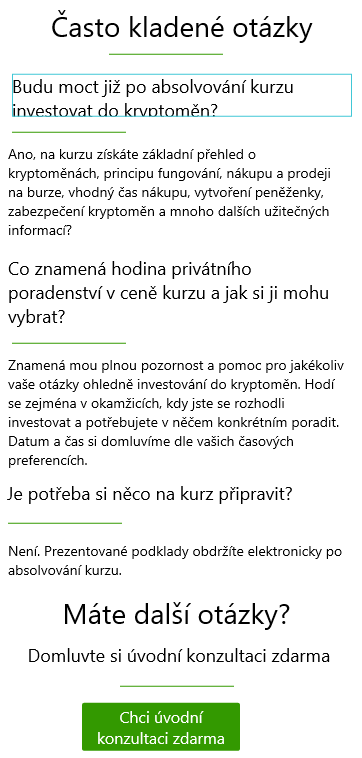 Často kladené otázky
Budu moct již po absolvování kurzu
investovat do kryptoměn?
Ano, na kurzu získáte základní přehled o
kryptoměnách, principu fungování, nákupu a prodeji
na burze, vhodný čas nákupu, vytvoření peněženky,
zabezpečení kryptoměn a mnoho dalších užitečných
informací?
Co znamená hodina privátního
poradenství v ceně kurzu a jak si ji mohu
vybrat?
Znamená mou plnou pozornost a pomoc pro jakékoliv
vaše otázky ohledně investování do kryptoměn. Hodí
se zejména v okamžicích, kdy jste se rozhodli
investovat a potřebujete v něčem konkrétním poradit.
Datum a čas si domluvíme dle vašich časových
preferencích.
Je potřeba si něco na kurz připravit?
Není. Prezentované podklady obdržíte elektronicky po
absolvování kurzu.
Máte další otázky?
Domluvte si úvodní konzultaci zdarma
Chci úvodní
konzultaci zdarma